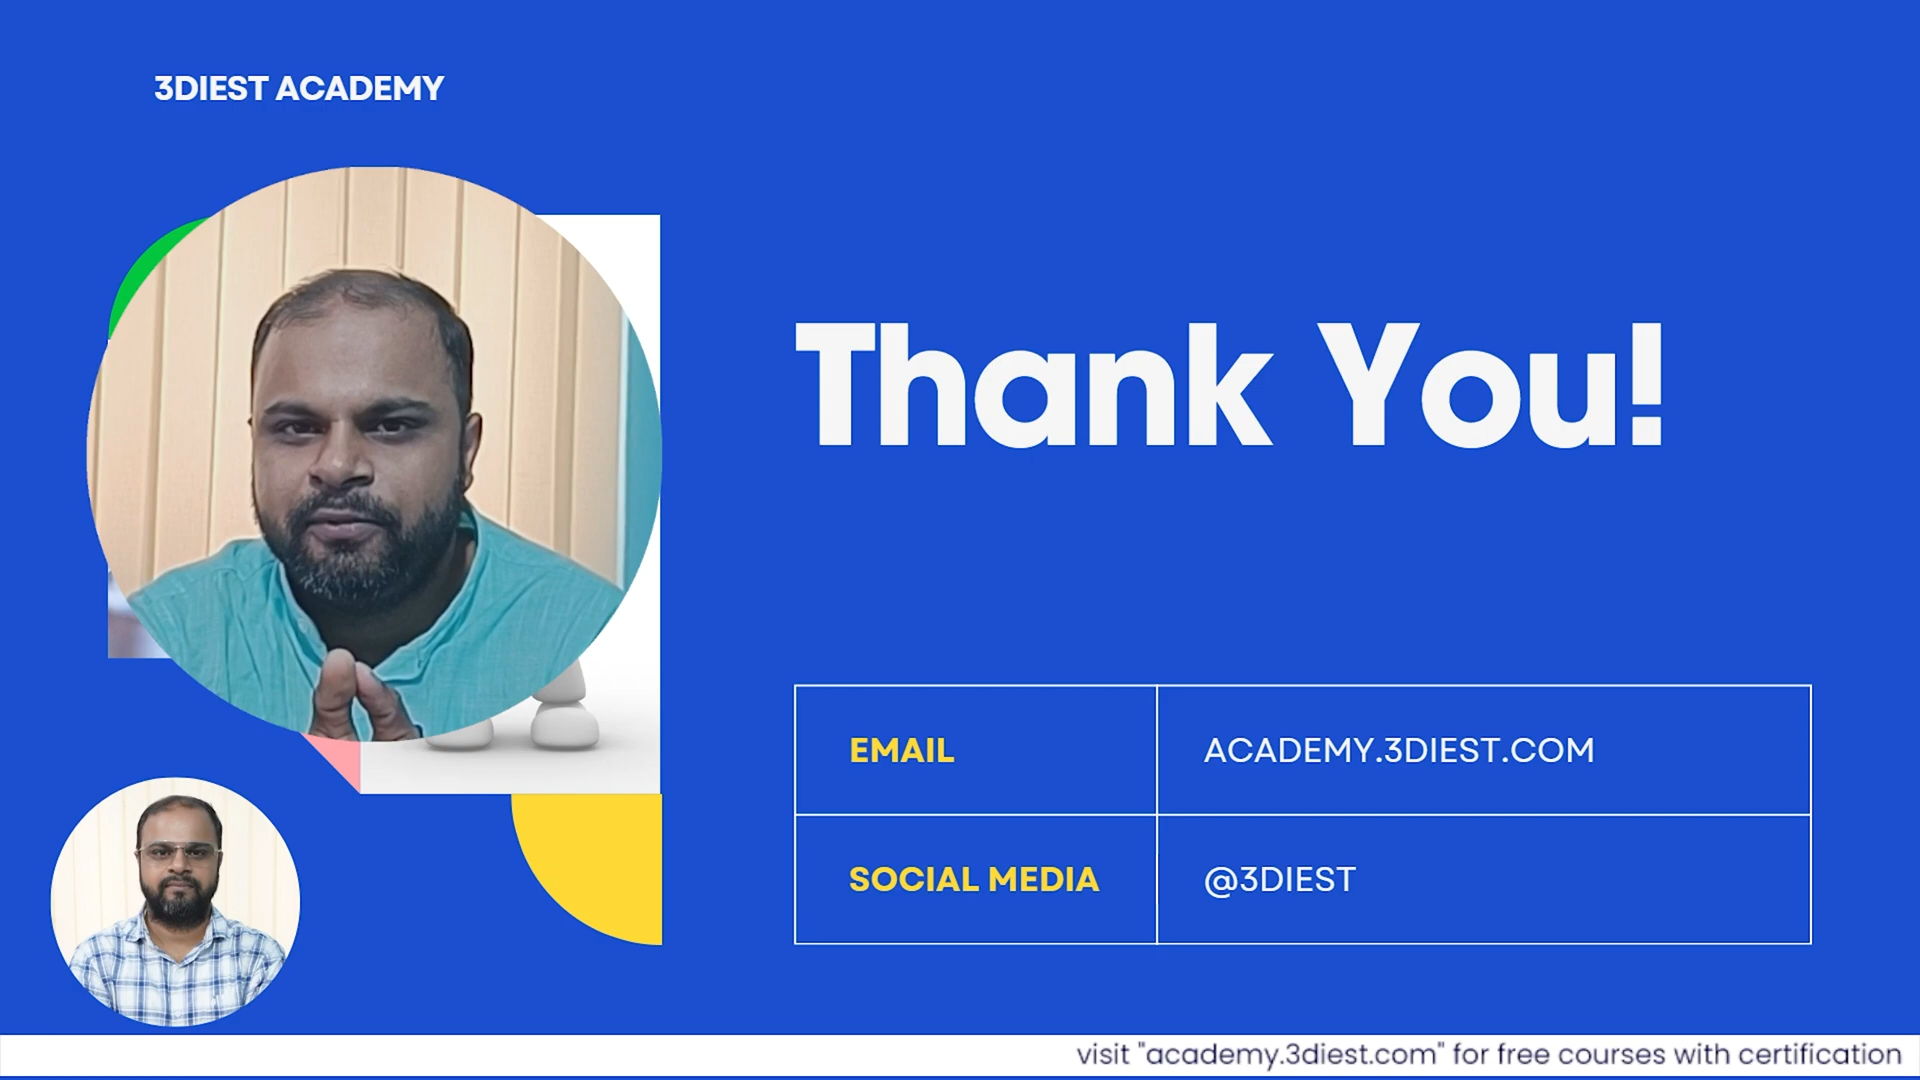 3DIEST ACADEMY
Thank You!
EMAIL
ACADEMY.3DIEST.COM
SOCIAL MEDIA
@3DIEST
visit "academy.3diest.com" for free courses with certification